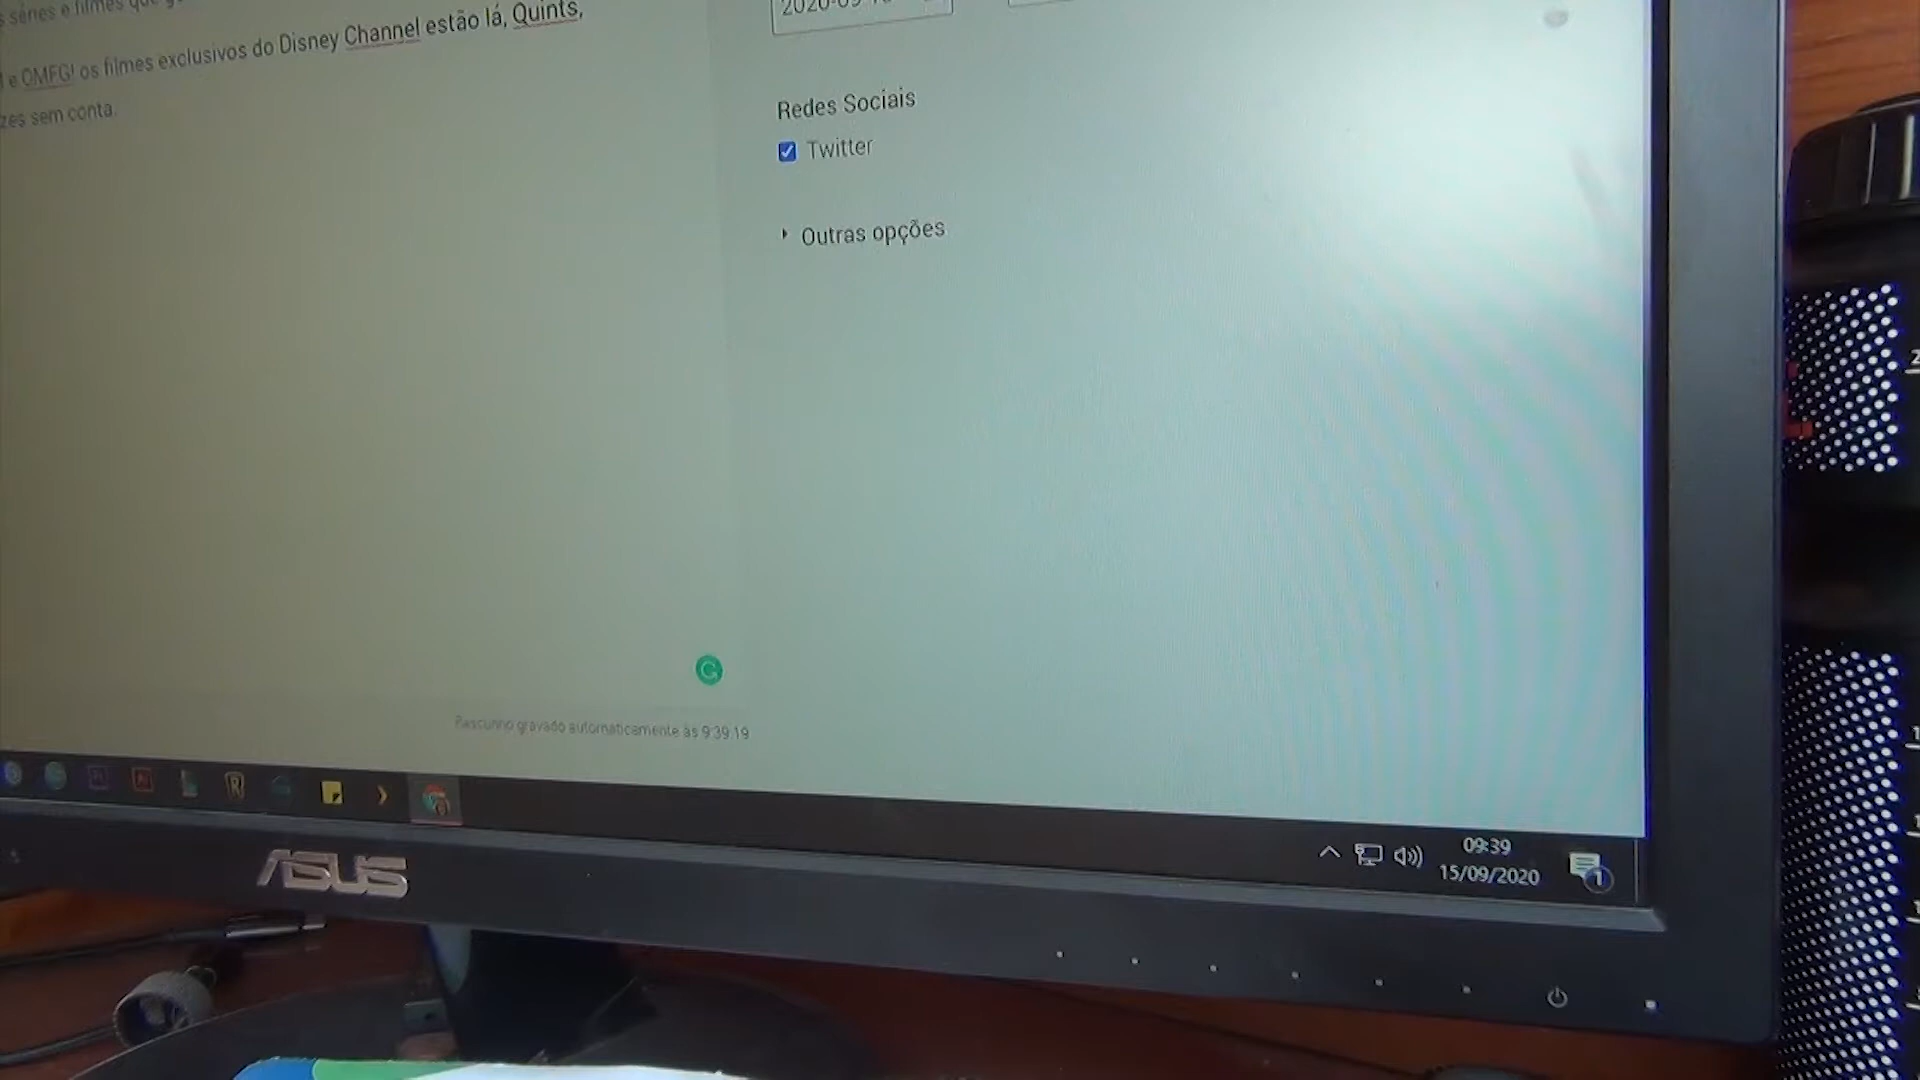 séries e filmes que
e OMFG! os filmes exclusivos do Disney Channel estão lá, Quints,
zes sem conta.
Redes Sociais
Twitter
Outras opções
Rascunho gravado automaticamente às 9:39:19
ASUS
09:39
15/09/2020
1